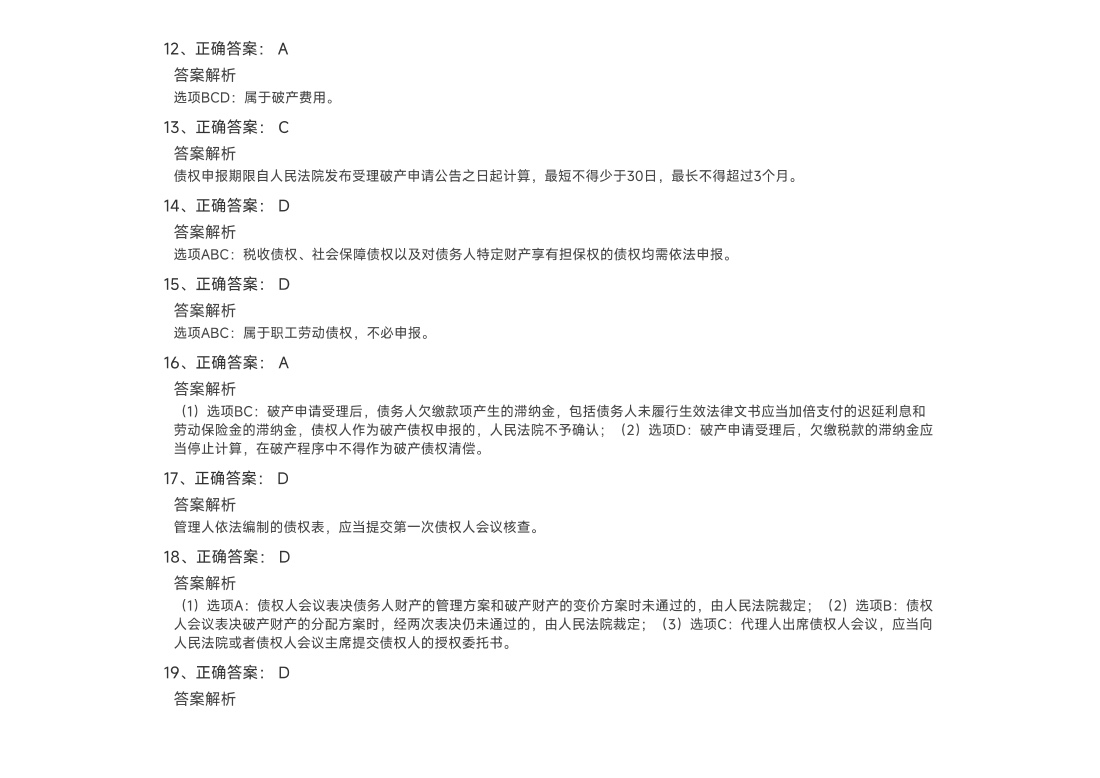 12、正确答案： A
答案解析
选项BCD：属于破产费用。
13、正确答案： C
答案解析
债权申报期限自人民法院发布受理破产申请公告之日起计算，最短不得少于30日，最长不得超过3个月。
14、正确答案： D
答案解析
选项ABC：税收债权、社会保障债权以及对债务人特定财产享有担保权的债权均需依法申报。
15、正确答案： D
答案解析
选项ABC：属于职工劳动债权，不必申报。
16、正确答案： A
答案解析
（1）选项BC：破产申请受理后，债务人欠缴款项产生的滞纳金，包括债务人未履行生效法律文书应当加倍支付的迟延利息和
劳动保险金的滞纳金，债权人作为破产债权申报的，人民法院不予确认；（2）选项D：破产申请受理后，欠缴税款的滞纳金应
当停止计算，在破产程序中不得作为破产债权清偿。
17、正确答案： D
答案解析
管理人依法编制的债权表，应当提交第一次债权人会议核查。
18、正确答案： D
答案解析
（1）选项A：债权人会议表决债务人财产的管理方案和破产财产的变价方案时未通过的，由人民法院裁定；（2）选项B：债权
人会议表决破产财产的分配方案时，经两次表决仍未通过的，由人民法院裁定；（3）选项C：代理人出席债权人会议，应当向
人民法院或者债权人会议主席提交债权人的授权委托书。
19、正确答案： D
答案解析